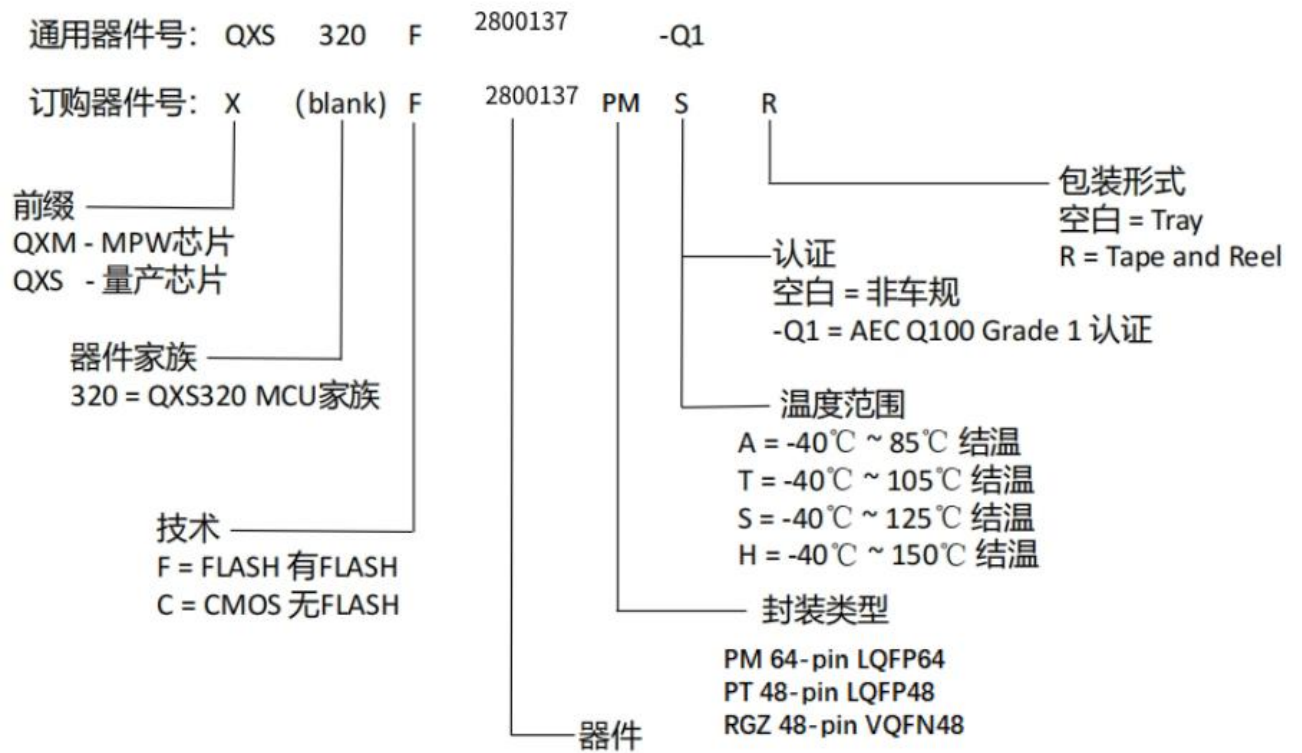 通用器件号： QXS 320 F 2800137 -Q1
订购器件号： X (blank) F 2800137 PM S R
前缀
QXM - MPW芯片
QXS - 量产芯片
包装形式
空白 = Tray
R = Tape and Reel
认证
空白 = 非车规
-Q1 = AEC Q100 Grade 1 认证
器件家族
320 = QXS320 MCU家族
温度范围
A = -40℃ ~ 85℃ 结温
T = -40℃ ~ 105℃ 结温
S = -40℃ ~ 125℃ 结温
H = -40℃ ~ 150℃ 结温
技术
F = FLASH 有FLASH
C = CMOS 无FLASH
封装类型
PM 64-pin LQFP64
PT 48-pin LQFP48
RGZ 48-pin VQFN48
器件